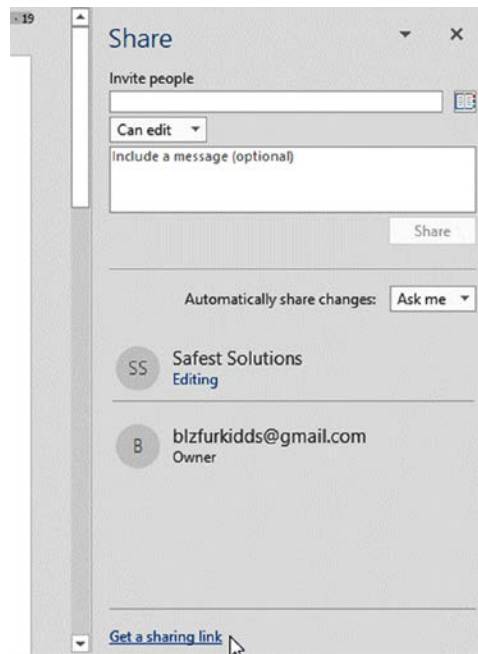 · 19
Share
Invite people
Can edit
Include a message (optional)
Share
Automatically share changes: Ask me
SS
Safest Solutions
Editing
B
blzfurkidds@gmail.com
Owner
Get a sharing link